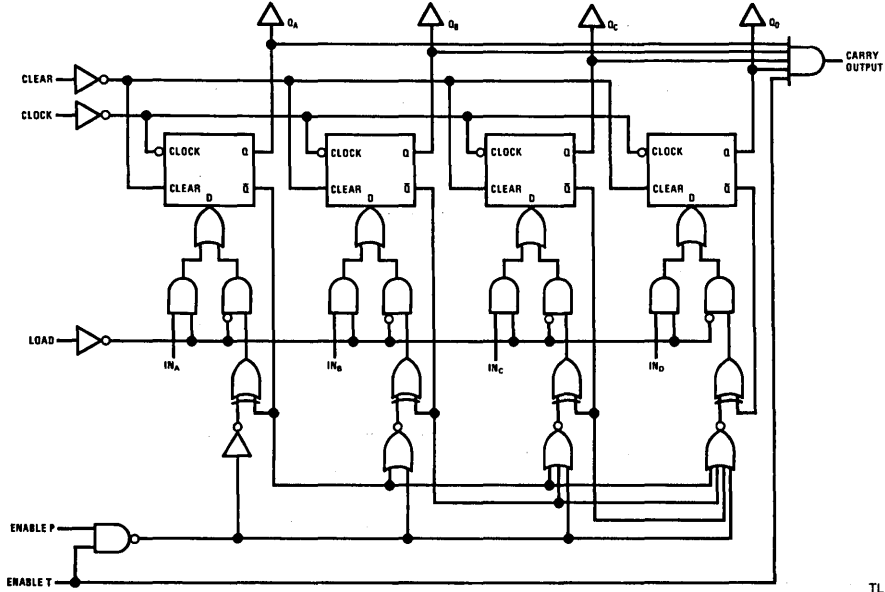 QA
QB
QC
QD
CARRY
OUTPUT
CLEAR
CLOCK
CLOCK Q
CLEAR Q̅
D
CLOCK Q
CLEAR Q̅
D
CLOCK Q
CLEAR Q̅
D
CLOCK Q
CLEAR Q̅
D
LOAD
INA
INB
INC
IND
ENABLE P
ENABLE T
TL